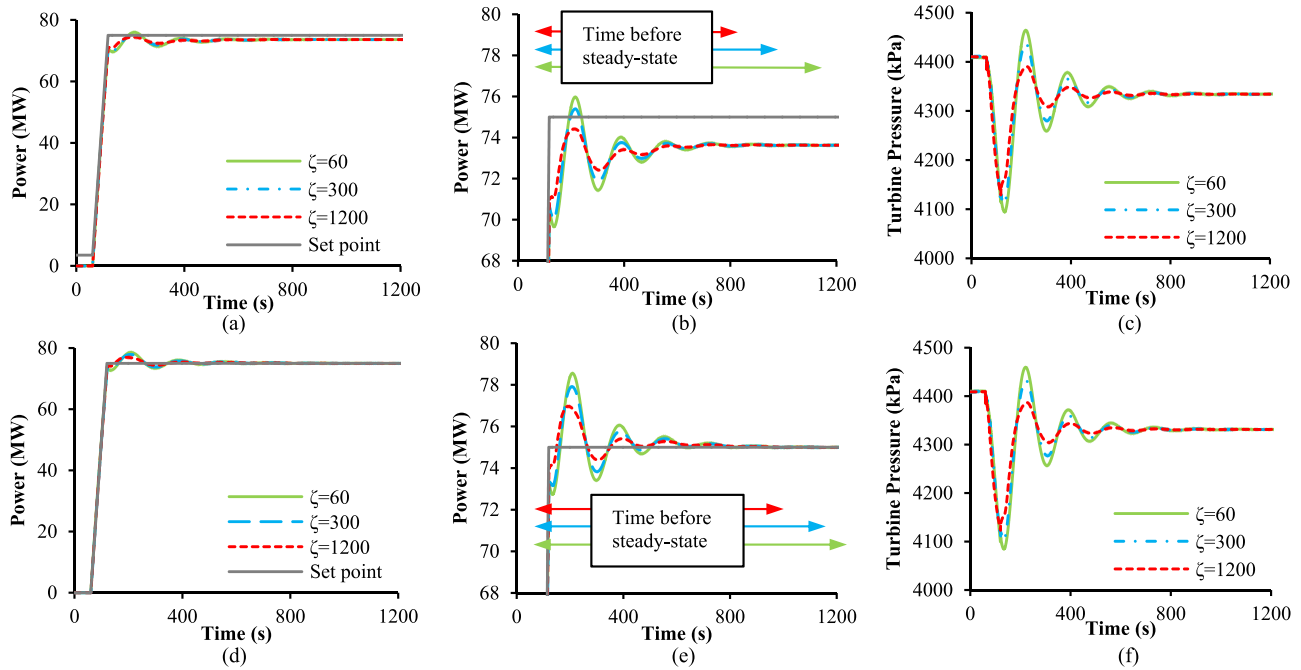 80
60
40
20
0
Power (MW)
ζ=60
ζ=300
ζ=1200
Set point
0
400
800
1200
Time (s)
(a)
80
78
76
74
72
70
68
Power (MW)
Time before
steady-state
0
400
800
1200
Time (s)
(b)
4500
4400
4300
4200
4100
4000
Turbine Pressure (kPa)
ζ=60
ζ=300
ζ=1200
0
400
800
1200
Time (s)
(c)
80
60
40
20
0
Power (MW)
ζ=60
ζ=300
ζ=1200
Set point
0
400
800
1200
Time (s)
(d)
80
78
76
74
72
70
68
Power (MW)
Time before
steady-state
0
400
800
1200
Time (s)
(e)
4500
4400
4300
4200
4100
4000
Turbine Pressure (kPa)
ζ=60
ζ=300
ζ=1200
0
400
800
1200
Time (s)
(f)